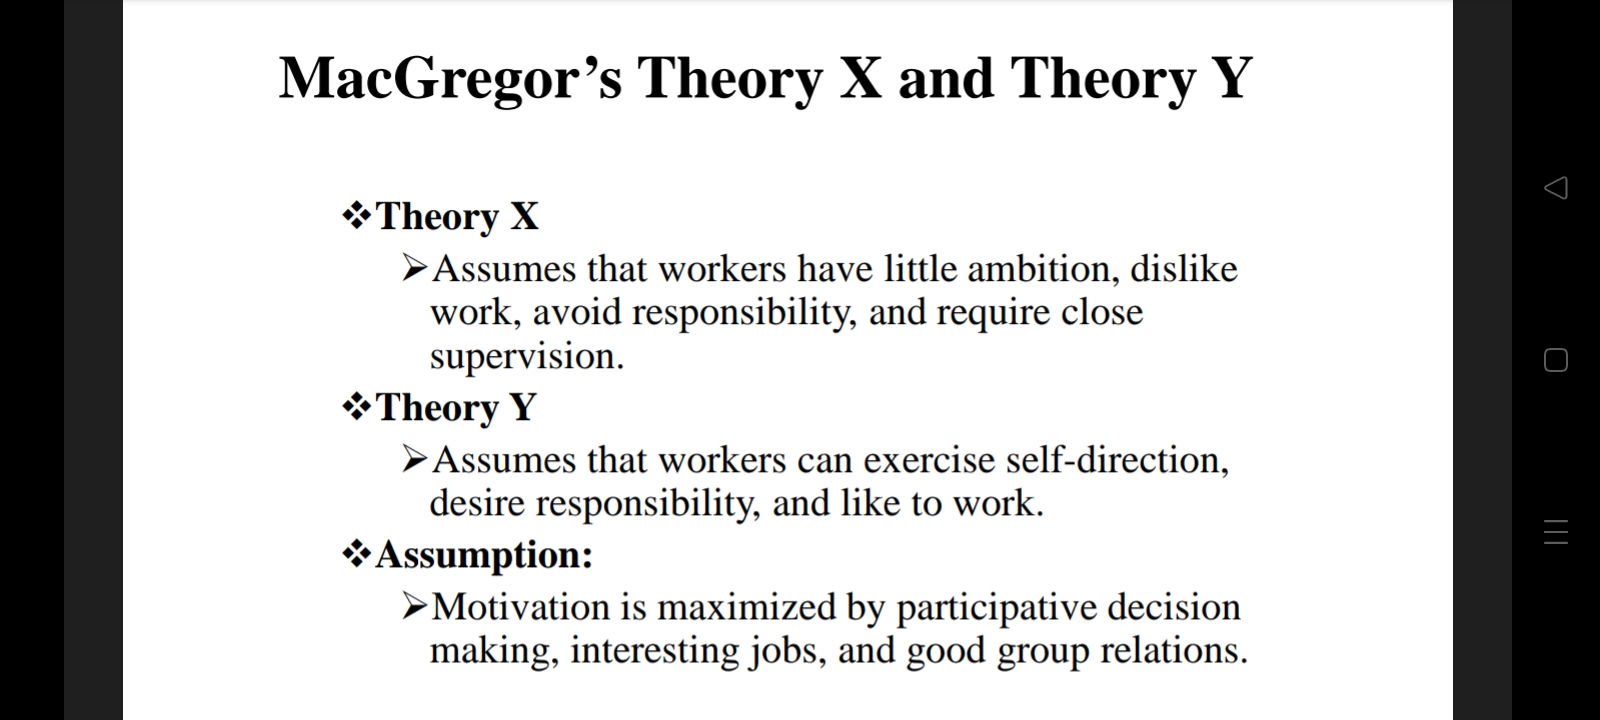 MacGregor’s Theory X and Theory Y
❖Theory X
➢Assumes that workers have little ambition, dislike
work, avoid responsibility, and require close
supervision.
❖Theory Y
➢Assumes that workers can exercise self-direction,
desire responsibility, and like to work.
❖Assumption:
➢Motivation is maximized by participative decision
making, interesting jobs, and good group relations.